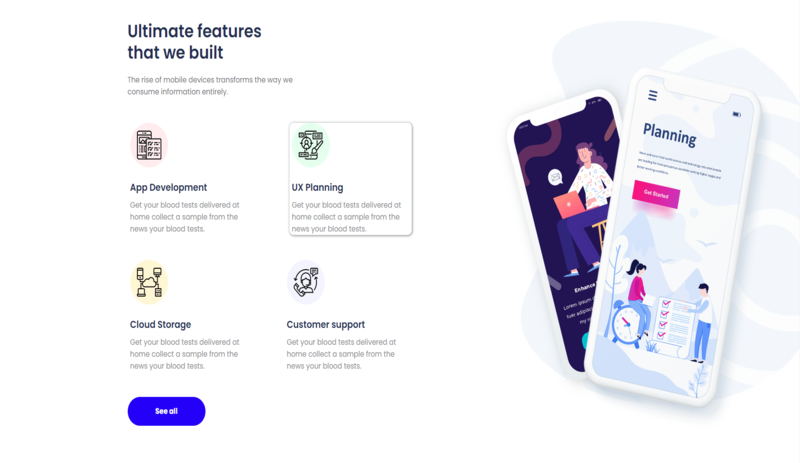 Ultimate features
that we built
The rise of mobile devices transforms the way we
consume information entirely.
App Development
Get your blood tests delivered at
home collect a sample from the
news your blood tests.
UX Planning
Get your blood tests delivered at
home collect a sample from the
news your blood tests.
Cloud Storage
Get your blood tests delivered at
home collect a sample from the
news your blood tests.
Customer support
Get your blood tests delivered at
home collect a sample from the
news your blood tests.
See all
Planning
Get Started
Enhance
Lorem ipsum